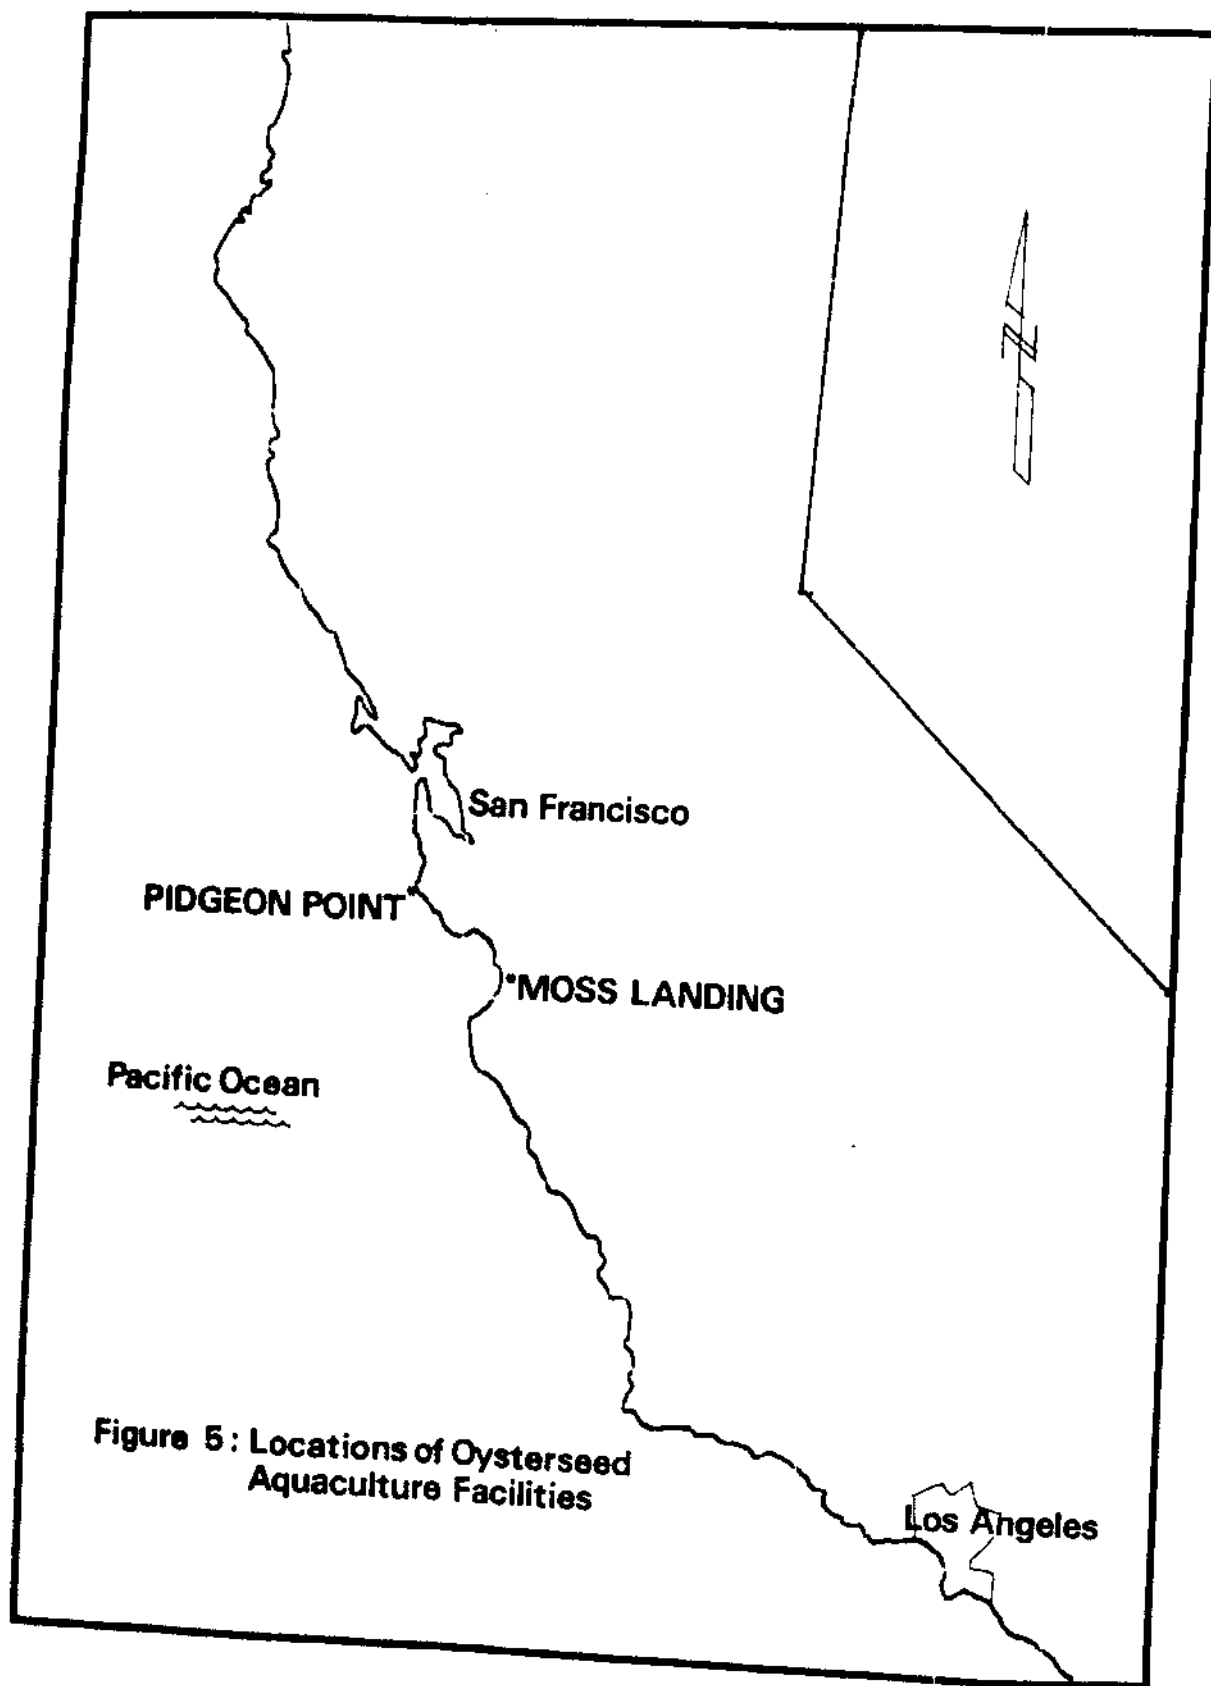 N
San Francisco
PIDGEON POINT
MOSS LANDING
Pacific Ocean
Figure 5: Locations of Oysterseed
Aquaculture Facilities
Los Angeles